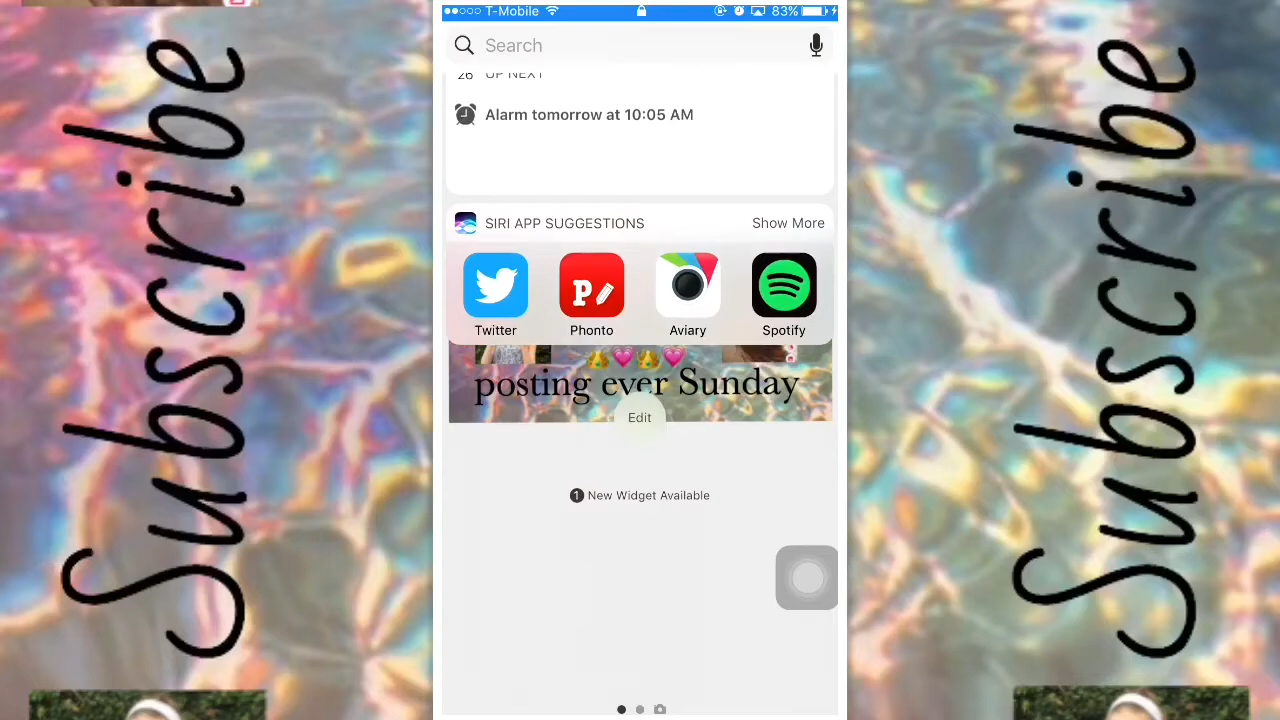 Subscribe
T-Mobile 83%
Search
26 UP NEXT
Alarm tomorrow at 10:05 AM
SIRI APP SUGGESTIONS Show More
p
Twitter Phonto Aviary Spotify
posting ever Sunday
Edit
1 New Widget Available
Subscribe